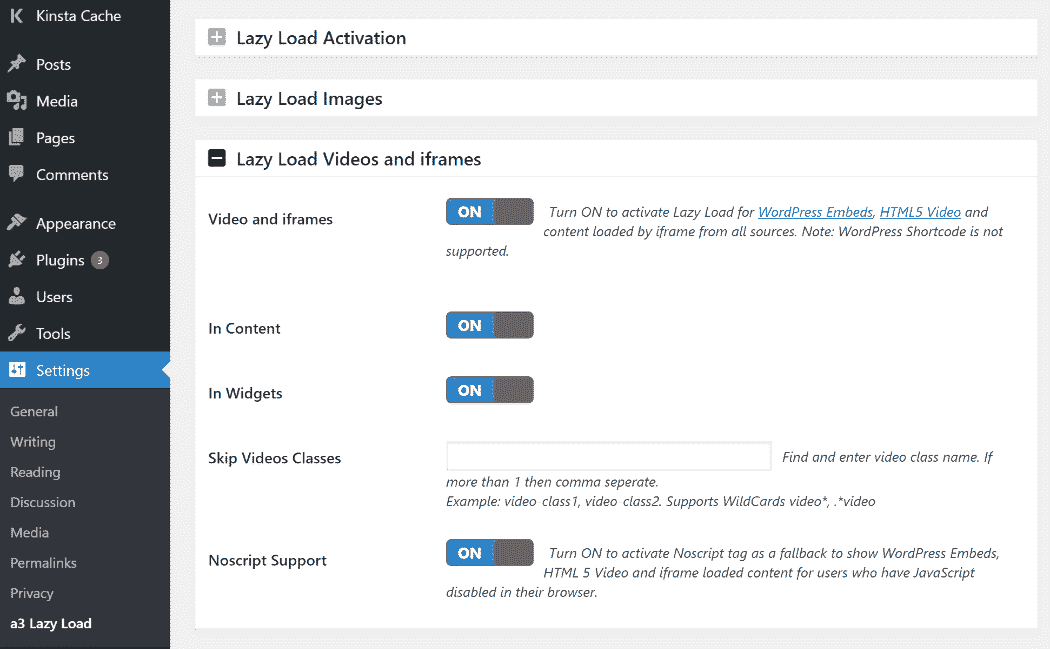 Kinsta Cache
Posts
Media
Pages
Comments
Appearance
Plugins 3
Users
Tools
Settings
General
Writing
Reading
Discussion
Media
Permalinks
Privacy
a3 Lazy Load
Lazy Load Activation
Lazy Load Images
Lazy Load Videos and iframes
Video and iframes
ON
Turn ON to activate Lazy Load for WordPress Embeds, HTML5 Video and
content loaded by iframe from all sources. Note: WordPress Shortcode is not
supported.
In Content
ON
In Widgets
ON
Skip Videos Classes
Find and enter video class name. If
more than 1 then comma seperate.
Example: video class1, video class2. Supports WildCards video*, .*video
Noscript Support
ON
Turn ON to activate Noscript tag as a fallback to show WordPress Embeds,
HTML 5 Video and iframe loaded content for users who have JavaScript
disabled in their browser.